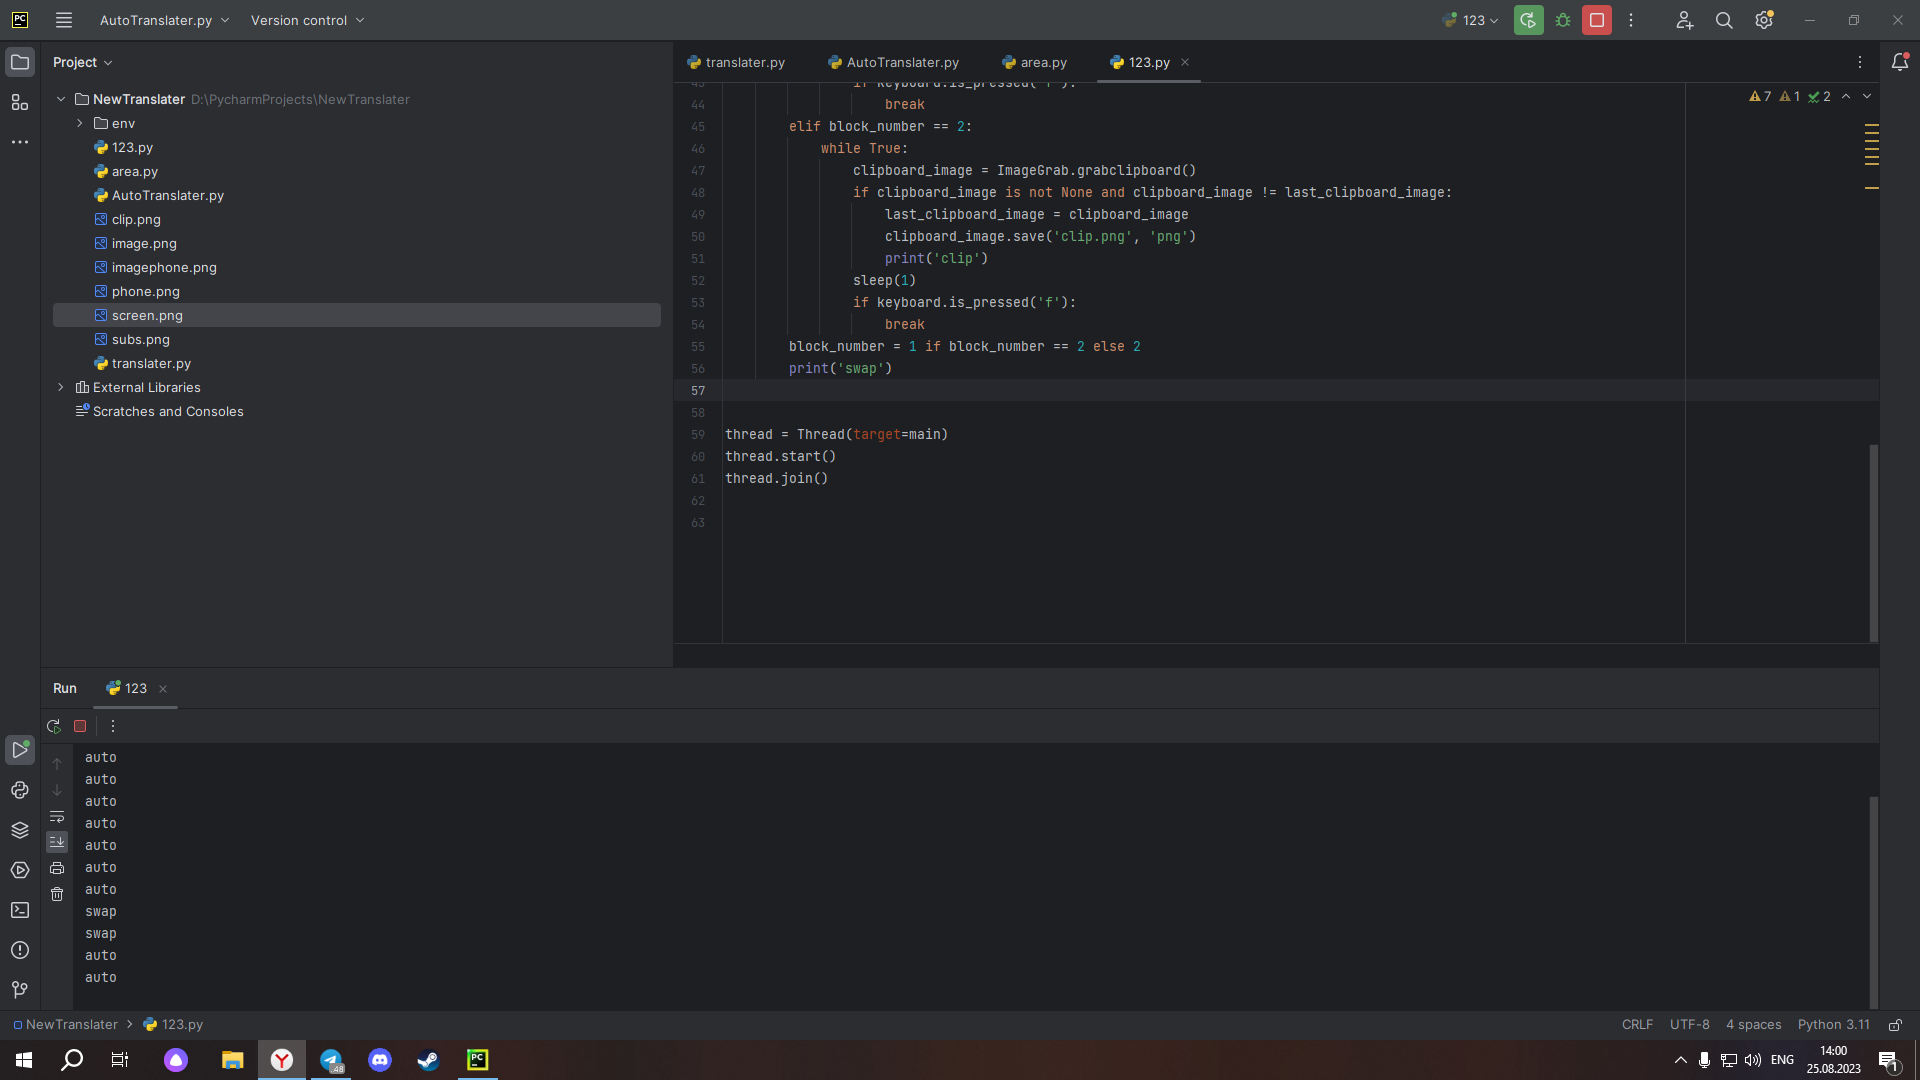 AutoTranslater.py Version control 123
Project
translater.py AutoTranslater.py area.py 123.py
NewTranslater D:\PycharmProjects\NewTranslater
env
123.py
area.py
AutoTranslater.py
clip.png
image.png
imagephone.png
phone.png
screen.png
subs.png
translater.py
External Libraries
Scratches and Consoles
7 1 2
44 break
45 elif block_number == 2:
46 while True:
47 clipboard_image = ImageGrab.grabclipboard()
48 if clipboard_image is not None and clipboard_image != last_clipboard_image:
49 last_clipboard_image = clipboard_image
50 clipboard_image.save('clip.png', 'png')
51 print('clip')
52 sleep(1)
53 if keyboard.is_pressed('f'):
54 break
55 block_number = 1 if block_number == 2 else 2
56 print('swap')
57
58
59 thread = Thread(target=main)
60 thread.start()
61 thread.join()
62
63
Run 123
auto
auto
auto
auto
auto
auto
auto
swap
swap
auto
auto
NewTranslater 123.py
CRLF UTF-8 4 spaces Python 3.11
PC
48
PC
ENG
14:00
25.08.2023
1